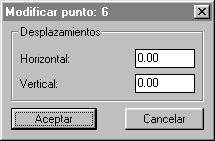 Modificar punto: 6
Desplazamientos
Horizontal: 0.00
Vertical: 0.00
Aceptar Cancelar